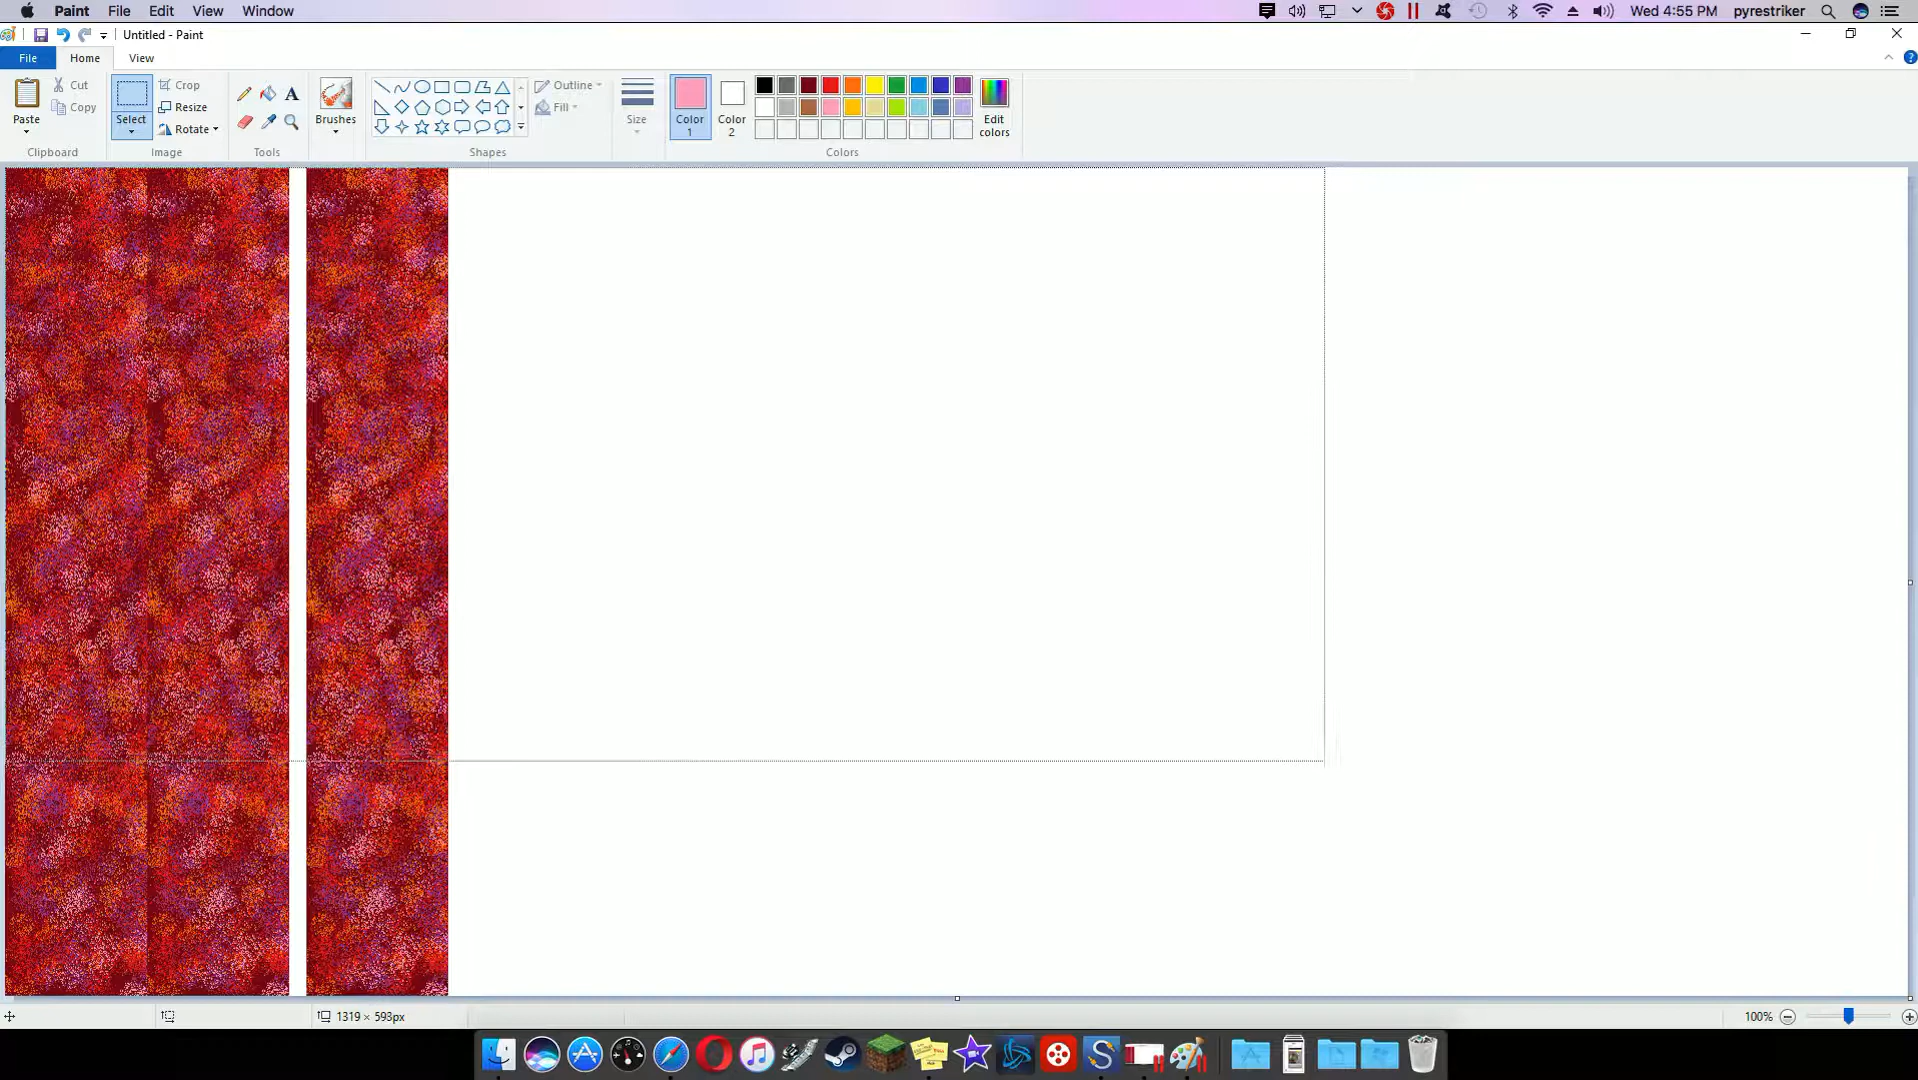 Paint File Edit View Window Wed 4:55 PM pyrestriker
Untitled - Paint
File Home View
Paste Cut Copy
Clipboard
Select Crop Resize Rotate
Image
A
Tools
Brushes
Outline Fill
Shapes
Size
Color 1
Color 2
Edit colors
Colors
1319 × 593px 100%